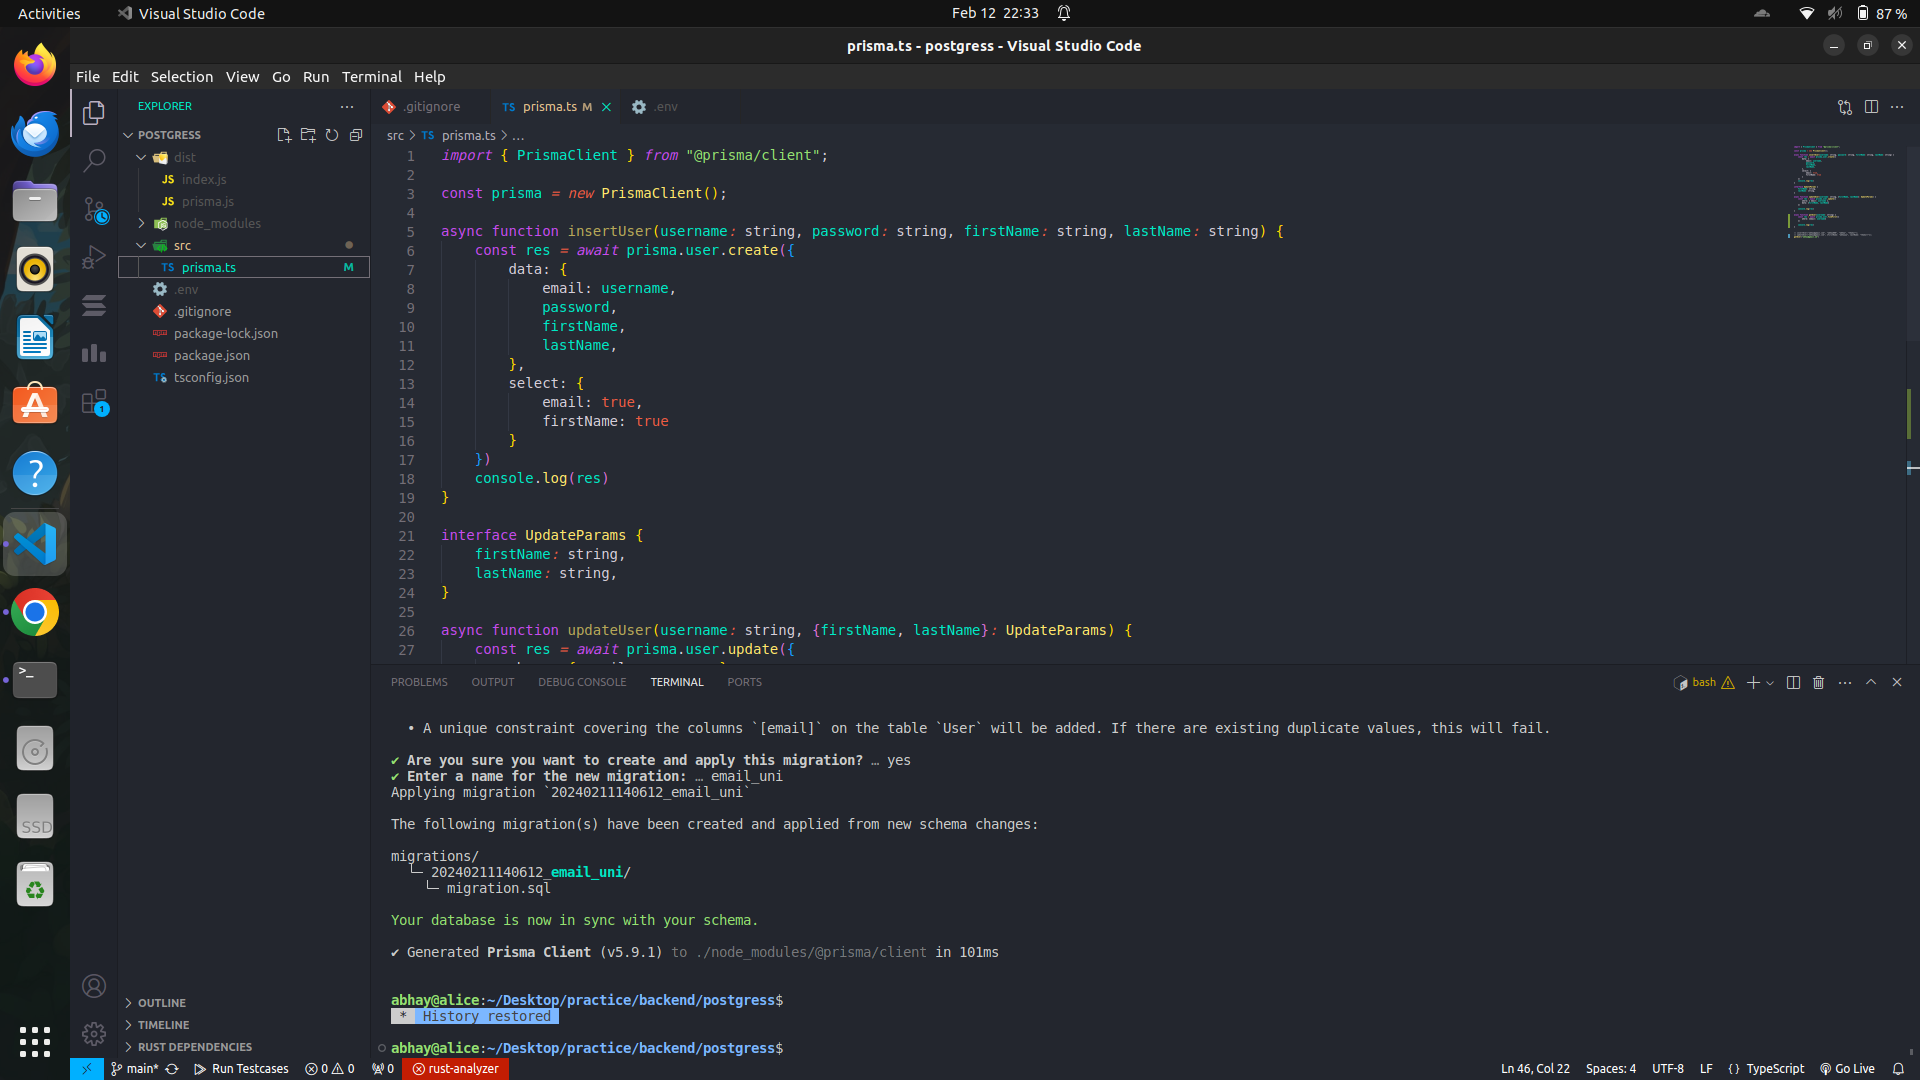 Activities
Visual Studio Code
Feb 12 22:33
87 %
prisma.ts - postgress - Visual Studio Code
File Edit Selection View Go Run Terminal Help
EXPLORER
.gitignore
TS prisma.ts M
.env
POSTGRESS
dist
JS index.js
JS prisma.js
node_modules
src
TS prisma.ts M
.env
.gitignore
package-lock.json
package.json
tsconfig.json
OUTLINE
TIMELINE
RUST DEPENDENCIES
src > TS prisma.ts > ...
1 import { PrismaClient } from "@prisma/client";
2
3 const prisma = new PrismaClient();
4
5 async function insertUser(username: string, password: string, firstName: string, lastName: string) {
6 const res = await prisma.user.create({
7 data: {
8 email: username,
9 password,
10 firstName,
11 lastName,
12 },
13 select: {
14 email: true,
15 firstName: true
16 }
17 })
18 console.log(res)
19 }
20
21 interface UpdateParams {
22 firstName: string,
23 lastName: string,
24 }
25
26 async function updateUser(username: string, {firstName, lastName}: UpdateParams) {
27 const res = await prisma.user.update({
PROBLEMS OUTPUT DEBUG CONSOLE TERMINAL PORTS
bash
• A unique constraint covering the columns `[email]` on the table `User` will be added. If there are existing duplicate values, this will fail.
✔ Are you sure you want to create and apply this migration? … yes
✔ Enter a name for the new migration: … email_uni
Applying migration `20240211140612_email_uni`
The following migration(s) have been created and applied from new schema changes:
migrations/
└─ 20240211140612_email_uni/
└─ migration.sql
Your database is now in sync with your schema.
✔ Generated Prisma Client (v5.9.1) to ./node_modules/@prisma/client in 101ms
abhay@alice:~/Desktop/practice/backend/postgress$
* History restored
abhay@alice:~/Desktop/practice/backend/postgress$
SSD
main*
Run Testcases
0 0
0
rust-analyzer
Ln 46, Col 22
Spaces: 4
UTF-8
LF
{ } TypeScript
Go Live